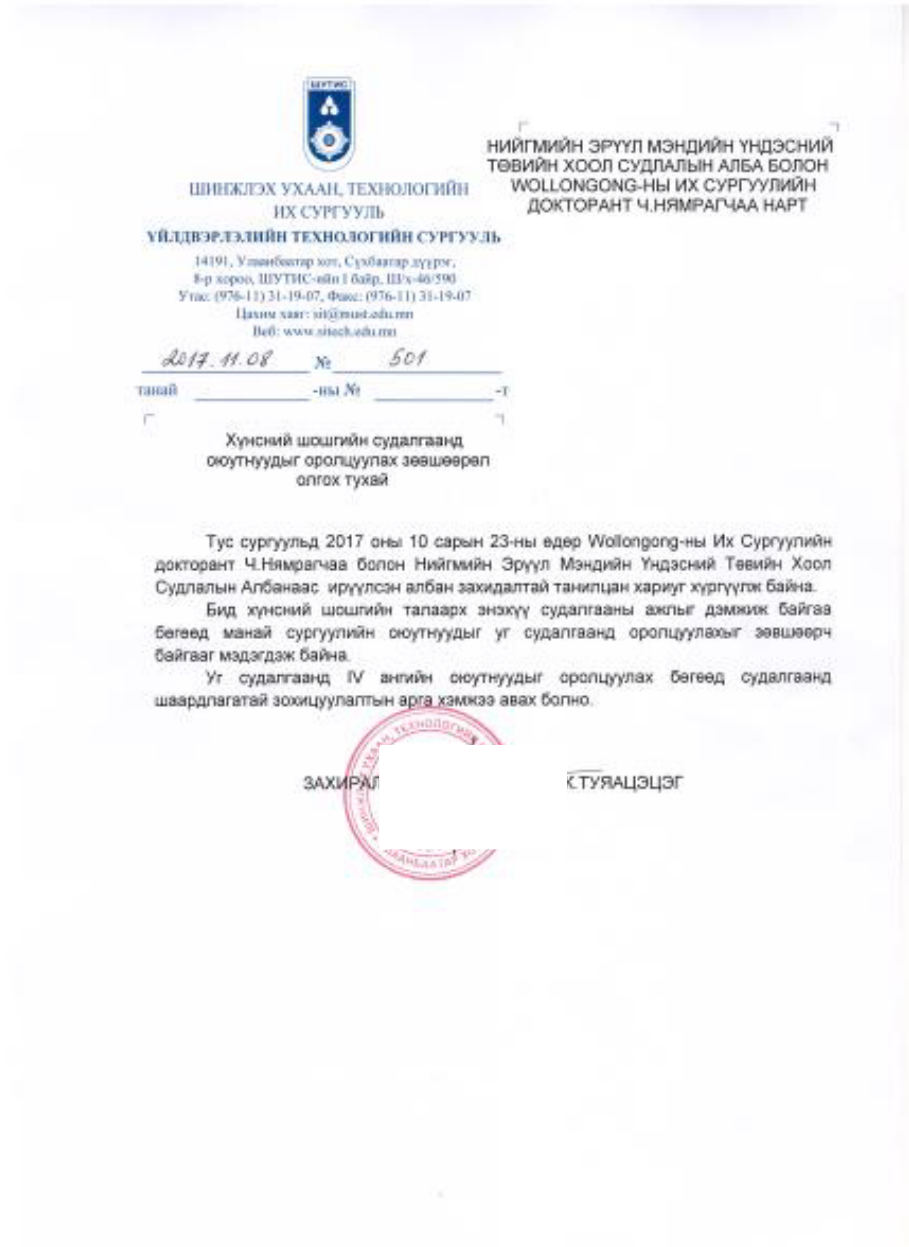 ШУТИС
ШИНЖЛЭХ УХААН, ТЕХНОЛОГИЙН
ИХ СУРГУУЛЬ
ҮЙЛДВЭРЛЭЛИЙН ТЕХНОЛОГИЙН СУРГУУЛЬ
14191, Улаанбаатар хот, Сүхбаатар дүүрэг,
8-р хороо, ШУТИС-ийн I байр, Ш/х-46/590
Утас: (976-11) 31-19-07, Факс: (976-11) 31-19-07
Цахим хаяг: sit@must.edu.mn
Веб: www.sitech.edu.mn
2017.11.08 № 501
танай -ны № -т
НИЙГМИЙН ЭРҮҮЛ МЭНДИЙН ҮНДЭСНИЙ
ТӨВИЙН ХООЛ СУДЛАЛЫН АЛБА БОЛОН
WOLLONGONG-НЫ ИХ СУРГУУЛИЙН
ДОКТОРАНТ Ч.НЯМРАГЧАА НАРТ
Хүнсний шошгийн судалгаанд
оюутнуудыг оролцуулах зөвшөөрөл
олгох тухай
Тус сургуульд 2017 оны 10 сарын 23-ны өдөр Wollongong-ны Их Сургуулийн
докторант Ч.Нямрагчаа болон Нийгмийн Эрүүл Мэндийн Үндэсний Төвийн Хоол
Судлалын Албанаас ирүүлсэн албан захидалтай танилцан хариуг хүргүүлж байна.
Бид хүнсний шошгийн талаарх энэхүү судалгааны ажлыг дэмжиж байгаа
бөгөөд манай сургуулийн оюутнуудыг уг судалгаанд оролцуулахыг зөвшөөрч
байгааг мэдэгдэж байна.
Уг судалгаанд IV ангийн оюутнуудыг оролцуулах бөгөөд судалгаанд
шаардлагатай зохицуулалтын арга хэмжээ авах болно.
ЗАХИРАЛ ТУЯАЦЭЦЭГ
УХААН, ТЕХНОЛОГИЙН